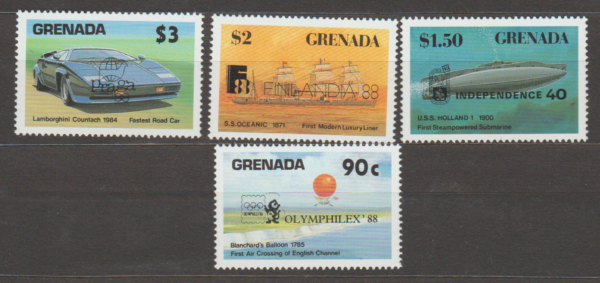 $3
GRENADA
Praga
Lamborghini Countach 1984 Fastest Road Car
$2 GRENADA
F88 FINLANDIA 88
S.S. OCEANIC 1871 First Modern Luxury Liner
$1.50 GRENADA
INDEPENDENCE 40
U.S.S. HOLLAND 1 1900
First Steampowered Submarine
GRENADA 90c
OLYMPHILEX '88
Blanchard's Balloon 1785
First Air Crossing of English Channel